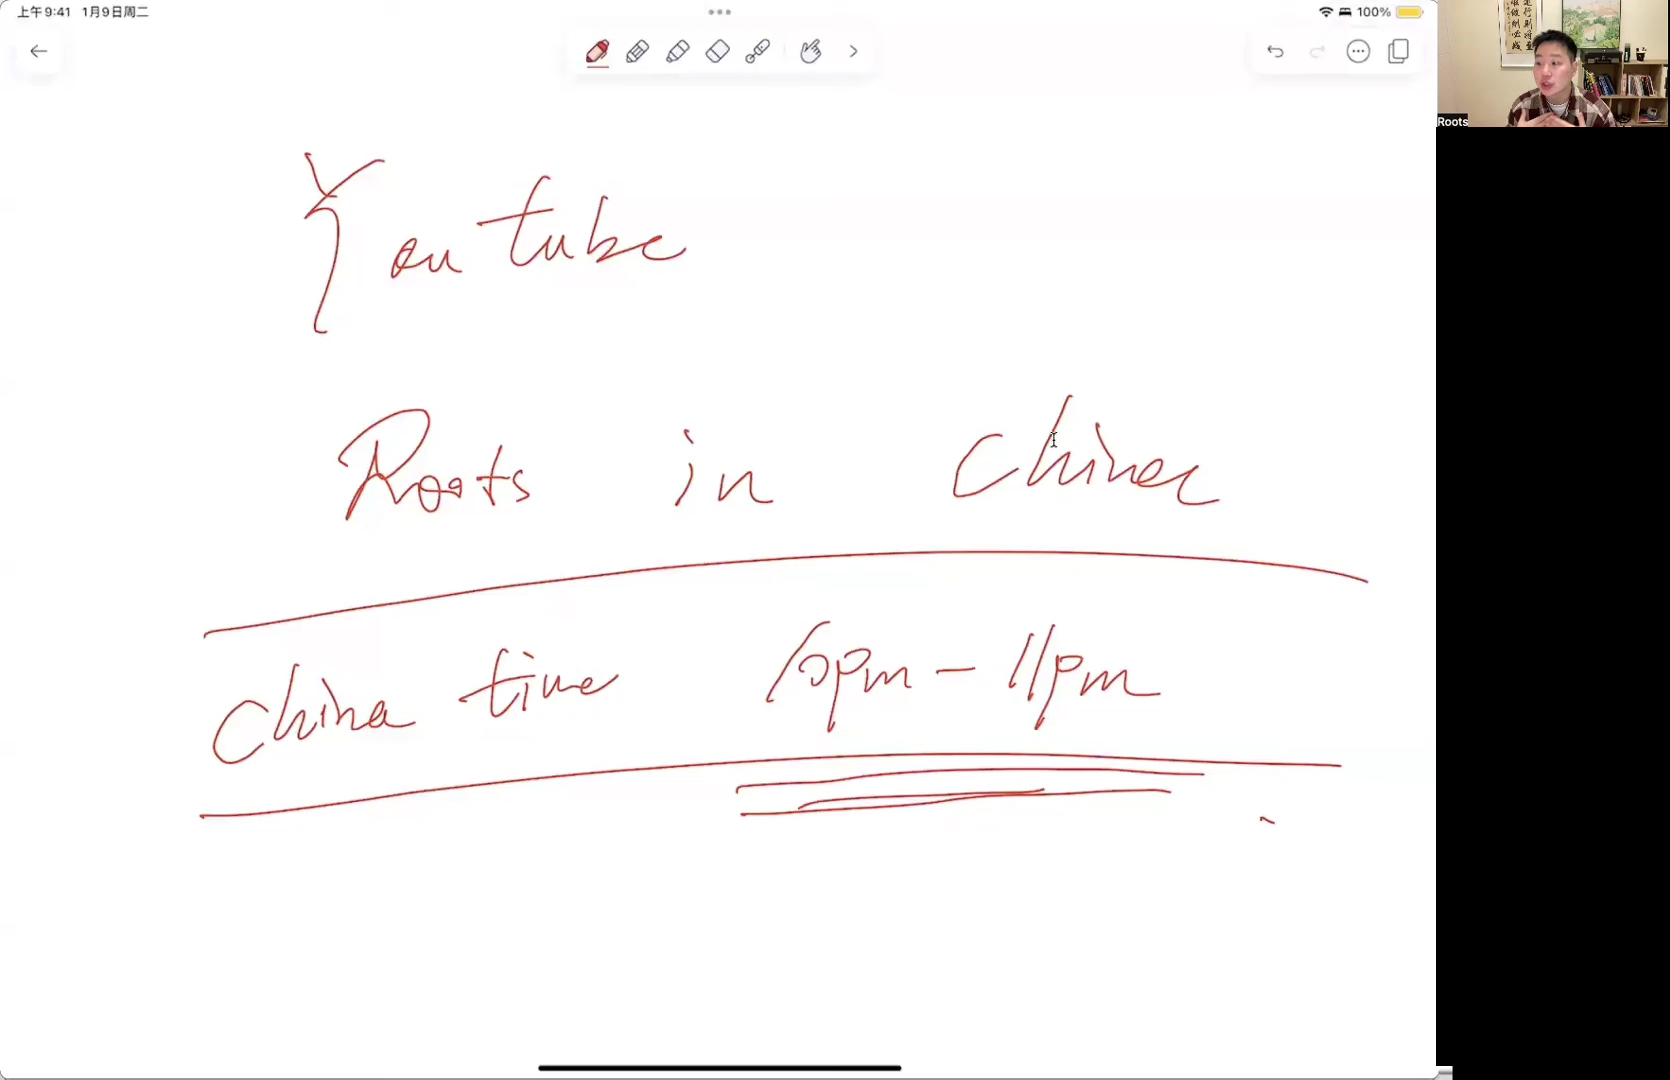 上午9:41 1月9日周二
100%
Roots
Youtube
Roots in China
China time 10pm - 11pm